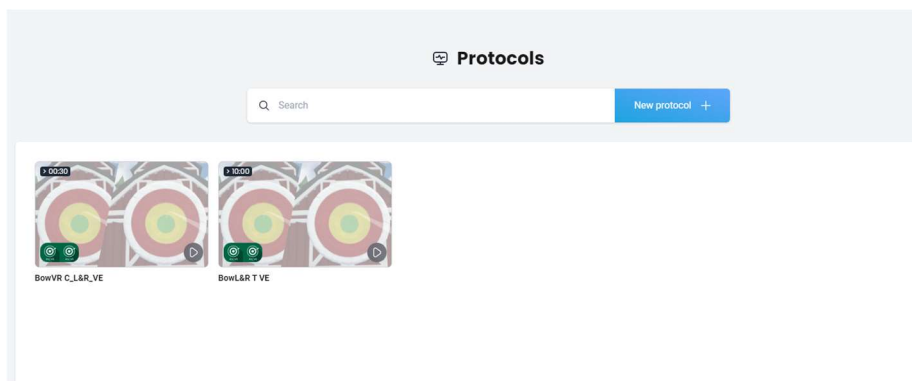 Protocols
Search
New protocol +
> 00:30
> 10:00
BowVR C_L&R_VE
BowL&R T VE